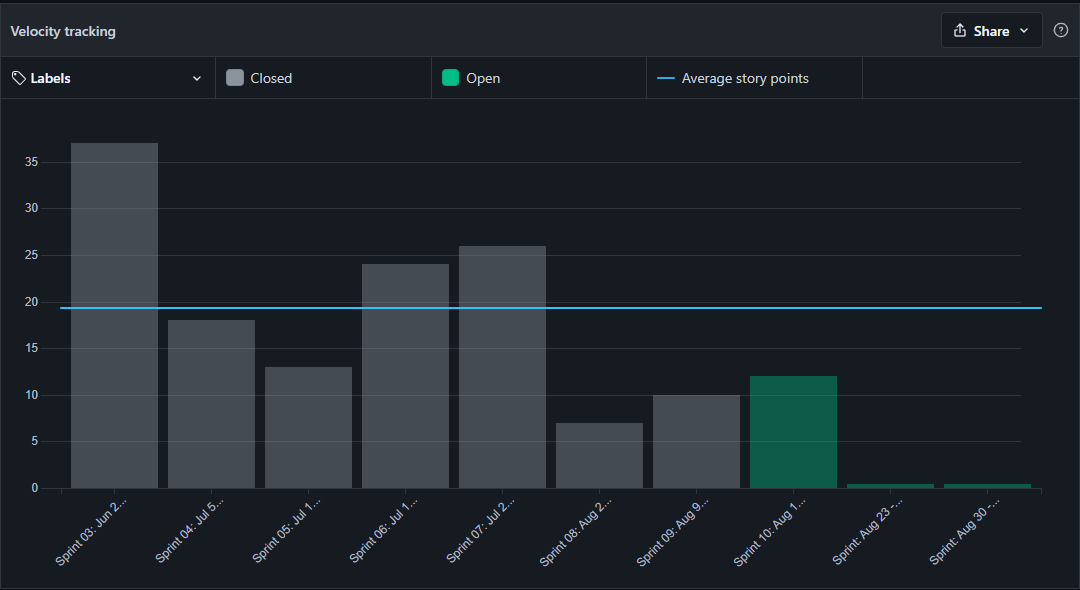 Velocity tracking
Share
Labels
Closed
Open
Average story points
35
30
25
20
15
10
5
0
Sprint 03: Jun 2...
Sprint 04: Jul 5...
Sprint 05: Jul 1...
Sprint 06: Jul 1...
Sprint 07: Jul 2...
Sprint 08: Aug 2...
Sprint 09: Aug 9...
Sprint 10: Aug 1...
Sprint: Aug 23 -...
Sprint: Aug 30 -...